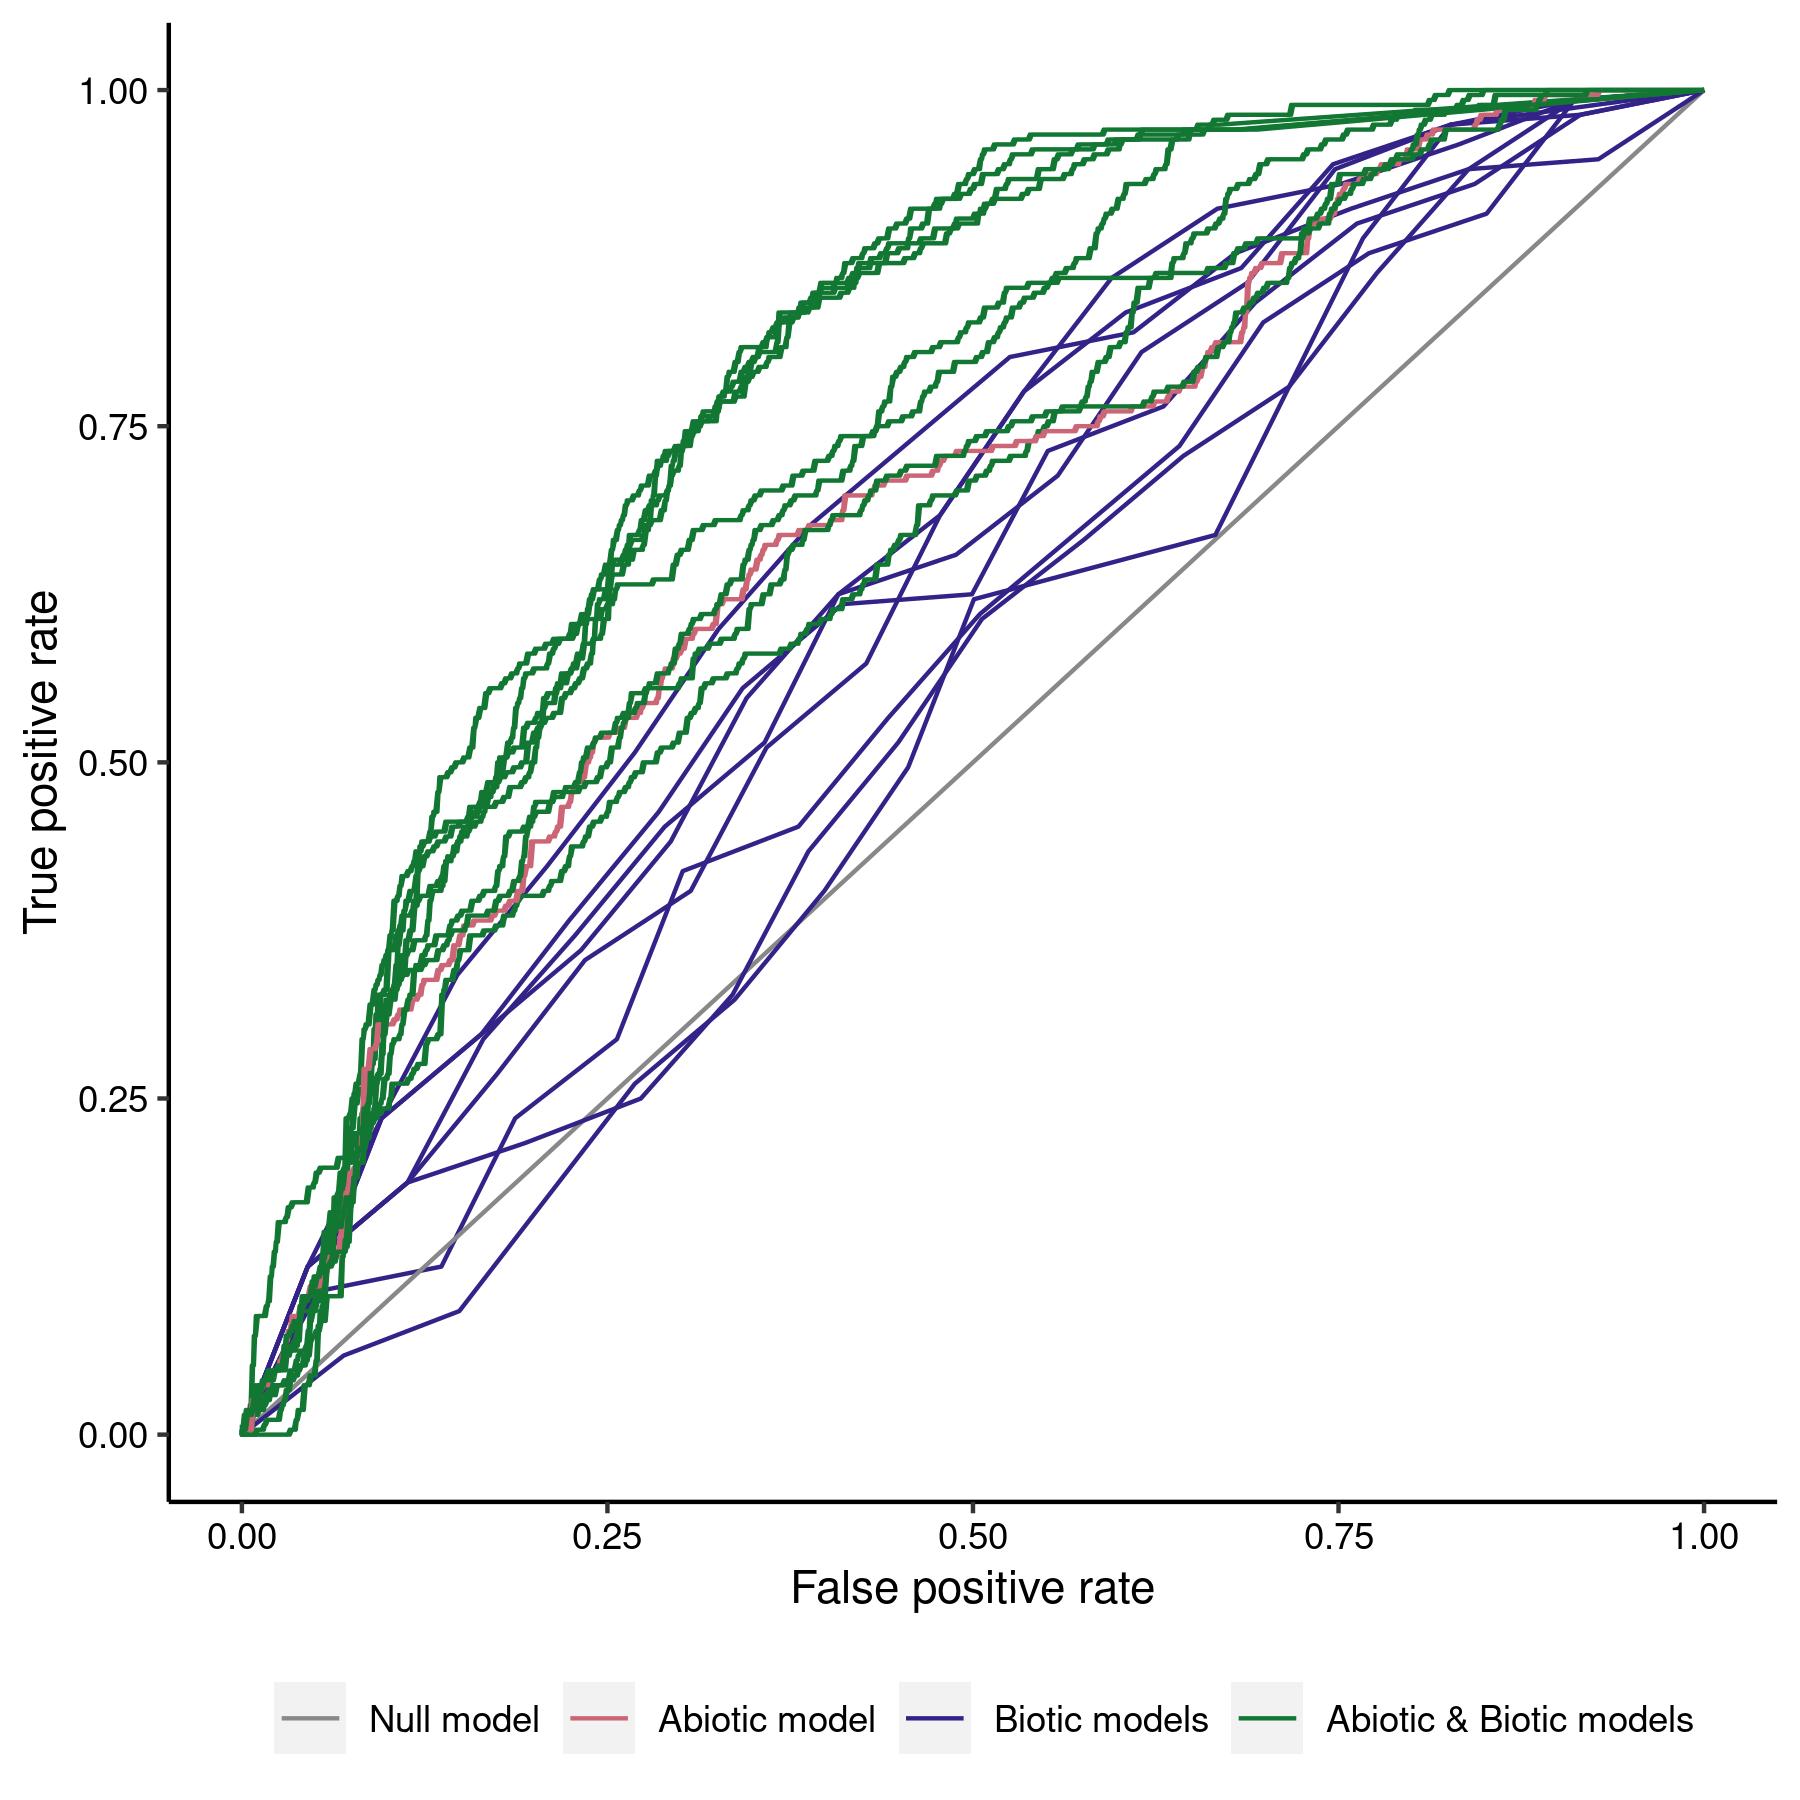 True positive rate
1.00
0.75
0.50
0.25
0.00
0.00 0.25 0.50 0.75 1.00
False positive rate
Null model Abiotic model Biotic models Abiotic & Biotic models